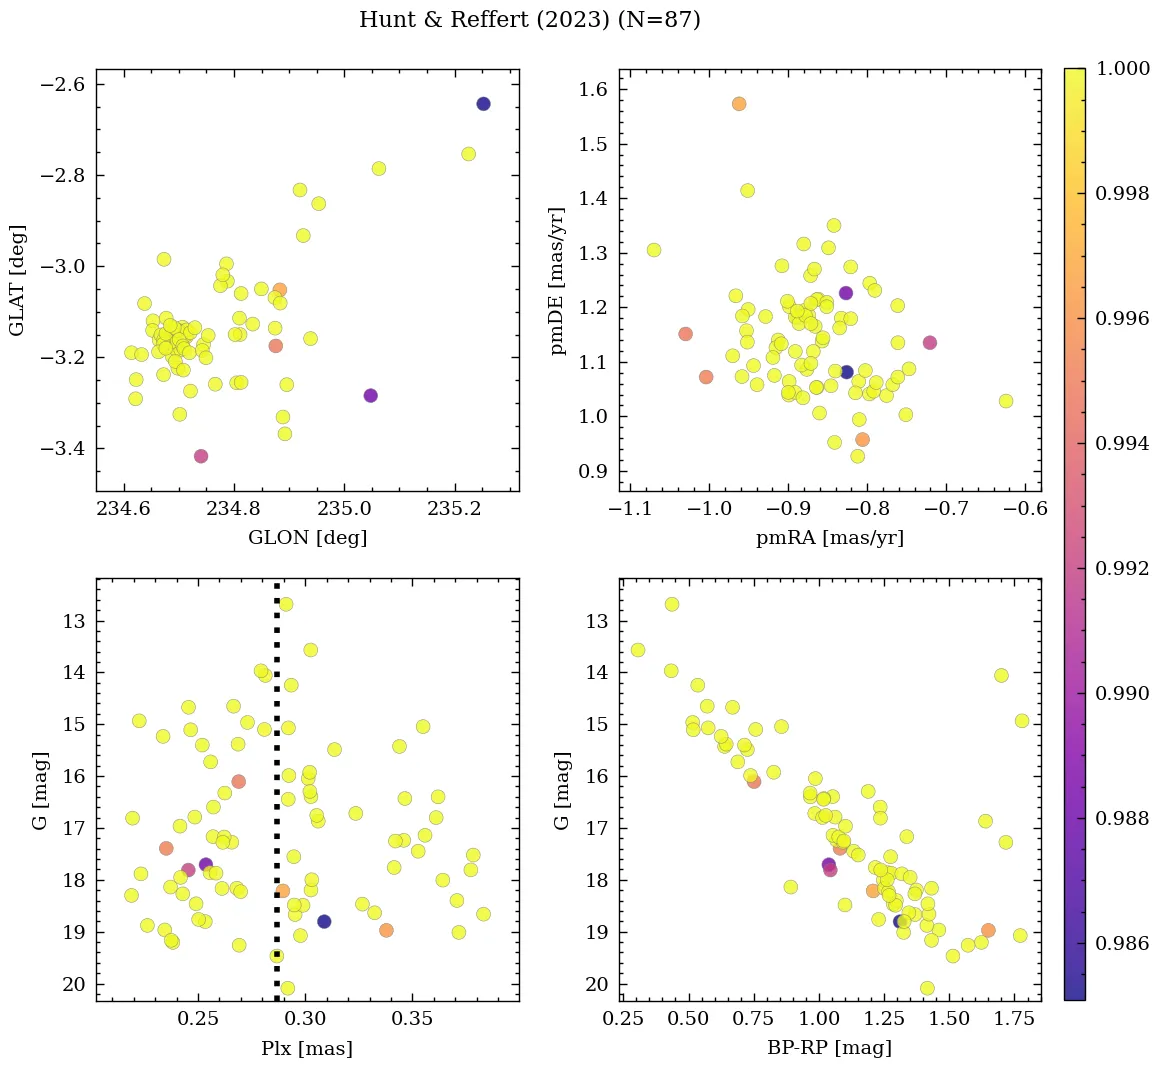 Hunt & Reffert (2023) (N=87)
−2.6
−2.8
−3.0
−3.2
−3.4
GLAT [deg]
234.6 234.8 235.0 235.2
GLON [deg]
1.6
1.5
1.4
1.3
1.2
1.1
1.0
0.9
pmDE [mas/yr]
−1.1 −1.0 −0.9 −0.8 −0.7 −0.6
pmRA [mas/yr]
13
14
15
16
17
18
19
20
G [mag]
0.25 0.30 0.35
Plx [mas]
13
14
15
16
17
18
19
20
G [mag]
0.25 0.50 0.75 1.00 1.25 1.50 1.75
BP-RP [mag]
1.000
0.998
0.996
0.994
0.992
0.990
0.988
0.986